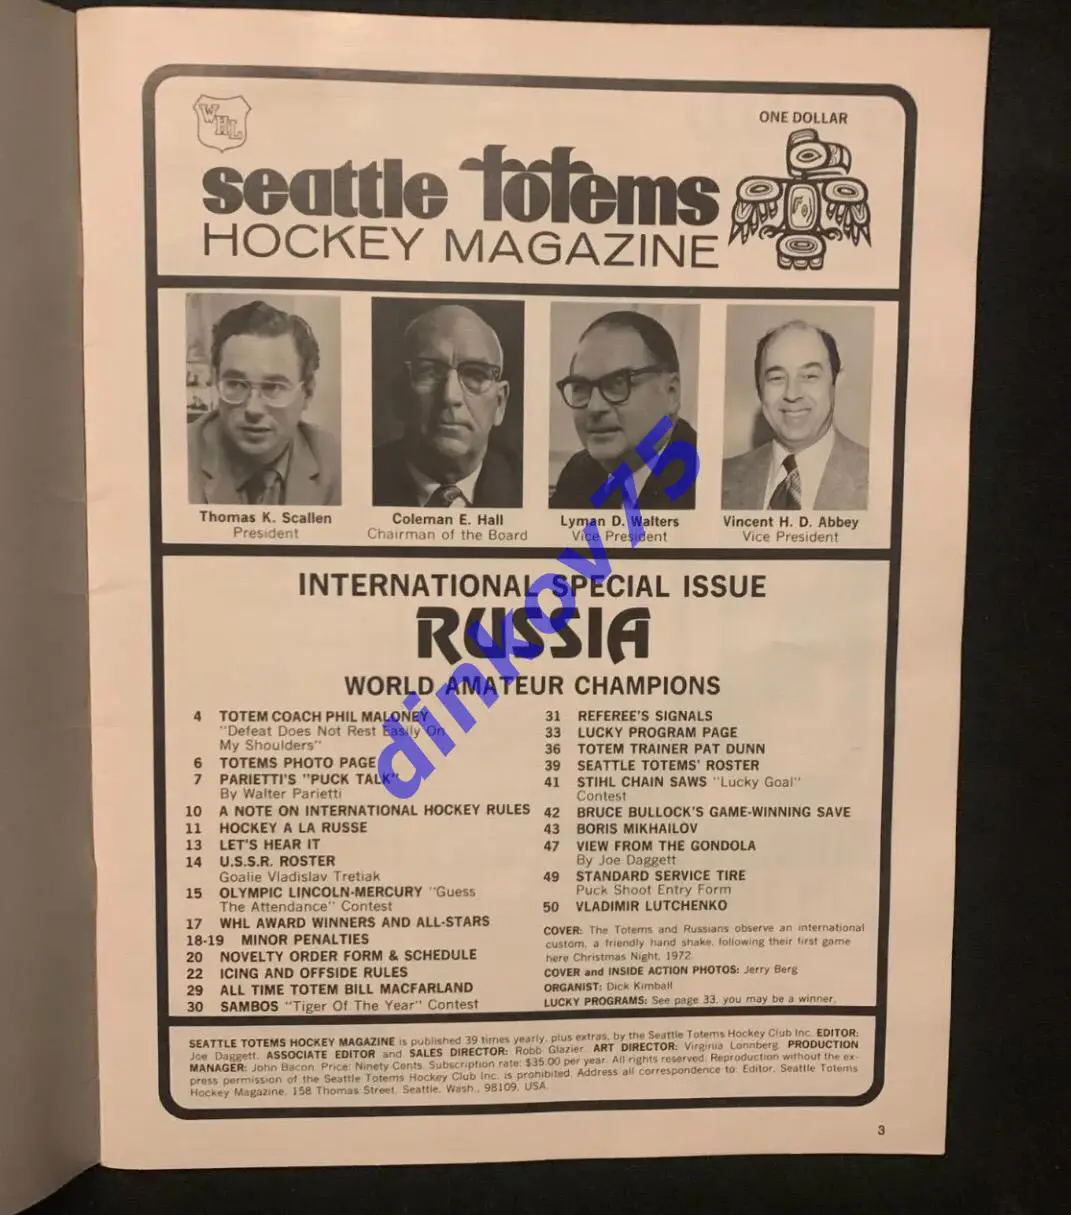 WHL
ONE DOLLAR
seattle totems
HOCKEY MAGAZINE
Thomas K. Scallen
President
Coleman E. Hall
Chairman of the Board
Lyman D. Walters
Vice President
Vincent H. D. Abbey
Vice President
INTERNATIONAL SPECIAL ISSUE
RUSSIA
WORLD AMATEUR CHAMPIONS
4 TOTEM COACH PHIL MALONEY
"Defeat Does Not Rest Easily On
My Shoulders"
6 TOTEMS PHOTO PAGE
7 PARIETTI'S "PUCK TALK"
By Walter Parietti
10 A NOTE ON INTERNATIONAL HOCKEY RULES
11 HOCKEY A LA RUSSE
13 LET'S HEAR IT
14 U.S.S.R. ROSTER
Goalie Vladislav Tretiak
15 OLYMPIC LINCOLN-MERCURY "Guess
The Attendance" Contest
17 WHL AWARD WINNERS AND ALL-STARS
18-19 MINOR PENALTIES
20 NOVELTY ORDER FORM & SCHEDULE
22 ICING AND OFFSIDE RULES
29 ALL TIME TOTEM BILL MACFARLAND
30 SAMBOS "Tiger Of The Year" Contest
31 REFEREE'S SIGNALS
33 LUCKY PROGRAM PAGE
36 TOTEM TRAINER PAT DUNN
39 SEATTLE TOTEMS' ROSTER
41 STIHL CHAIN SAWS "Lucky Goal"
Contest
42 BRUCE BULLOCK'S GAME-WINNING SAVE
43 BORIS MIKHAILOV
47 VIEW FROM THE GONDOLA
By Joe Daggett
49 STANDARD SERVICE TIRE
Puck Shoot Entry Form
50 VLADIMIR LUTCHENKO
COVER: The Totems and Russians observe an international
custom, a friendly hand shake, following their first game
here Christmas Night, 1972.
COVER and INSIDE ACTION PHOTOS: Jerry Berg
ORGANIST: Dick Kimball
LUCKY PROGRAMS: See page 33, you may be a winner.
SEATTLE TOTEMS HOCKEY MAGAZINE is published 39 times yearly, plus extras, by the Seattle Totems Hockey Club Inc. EDITOR:
Joe Daggett. ASSOCIATE EDITOR and SALES DIRECTOR: Robb Glazier. ART DIRECTOR: Virginia Lonnberg. PRODUCTION
MANAGER: John Bacon. Price: Ninety Cents. Subscription rate: $35.00 per year. All rights reserved. Reproduction without the ex-
press permission of the Seattle Totems Hockey Club Inc. is prohibited. Address all correspondence to: Editor, Seattle Totems
Hockey Magazine, 158 Thomas Street, Seattle, Wash., 98109, USA.
3
dinkov75